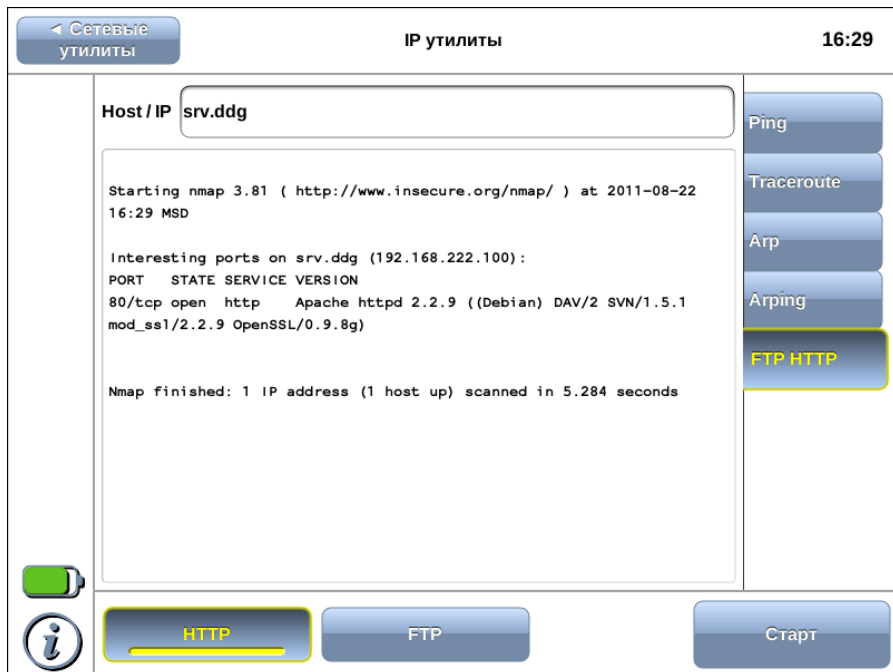 ◄ Сетевые
утилиты
IP утилиты
16:29
Host / IP srv.ddg
Ping
Traceroute
Arp
Arping
FTP HTTP
Starting nmap 3.81 ( http://www.insecure.org/nmap/ ) at 2011-08-22
16:29 MSD
Interesting ports on srv.ddg (192.168.222.100):
PORT STATE SERVICE VERSION
80/tcp open http Apache httpd 2.2.9 ((Debian) DAV/2 SVN/1.5.1
mod_ssl/2.2.9 OpenSSL/0.9.8g)
Nmap finished: 1 IP address (1 host up) scanned in 5.284 seconds
i
HTTP
FTP
Старт